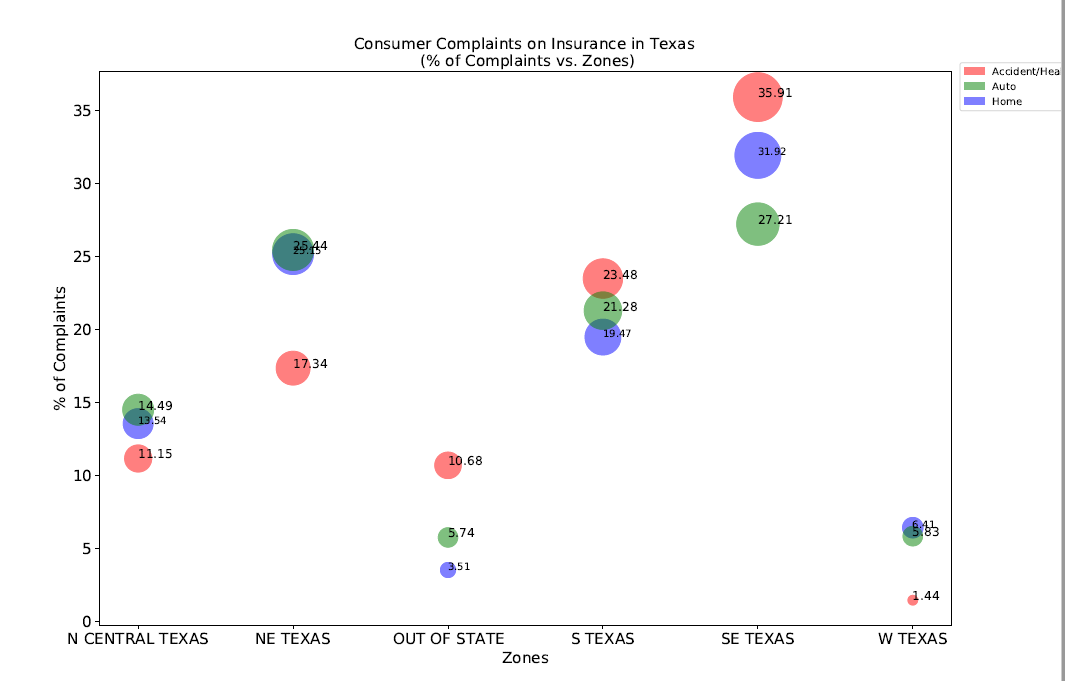 Consumer Complaints on Insurance in Texas
(% of Complaints vs. Zones)
Accident/Hea
Auto
Home
% of Complaints
35
30
25
20
15
10
5
0
14.49
13.54
11.15
25.44
25.15
17.34
10.68
5.74
3.51
23.48
21.28
19.47
35.91
31.92
27.21
6.41
5.83
1.44
N CENTRAL TEXAS
NE TEXAS
OUT OF STATE
S TEXAS
SE TEXAS
W TEXAS
Zones